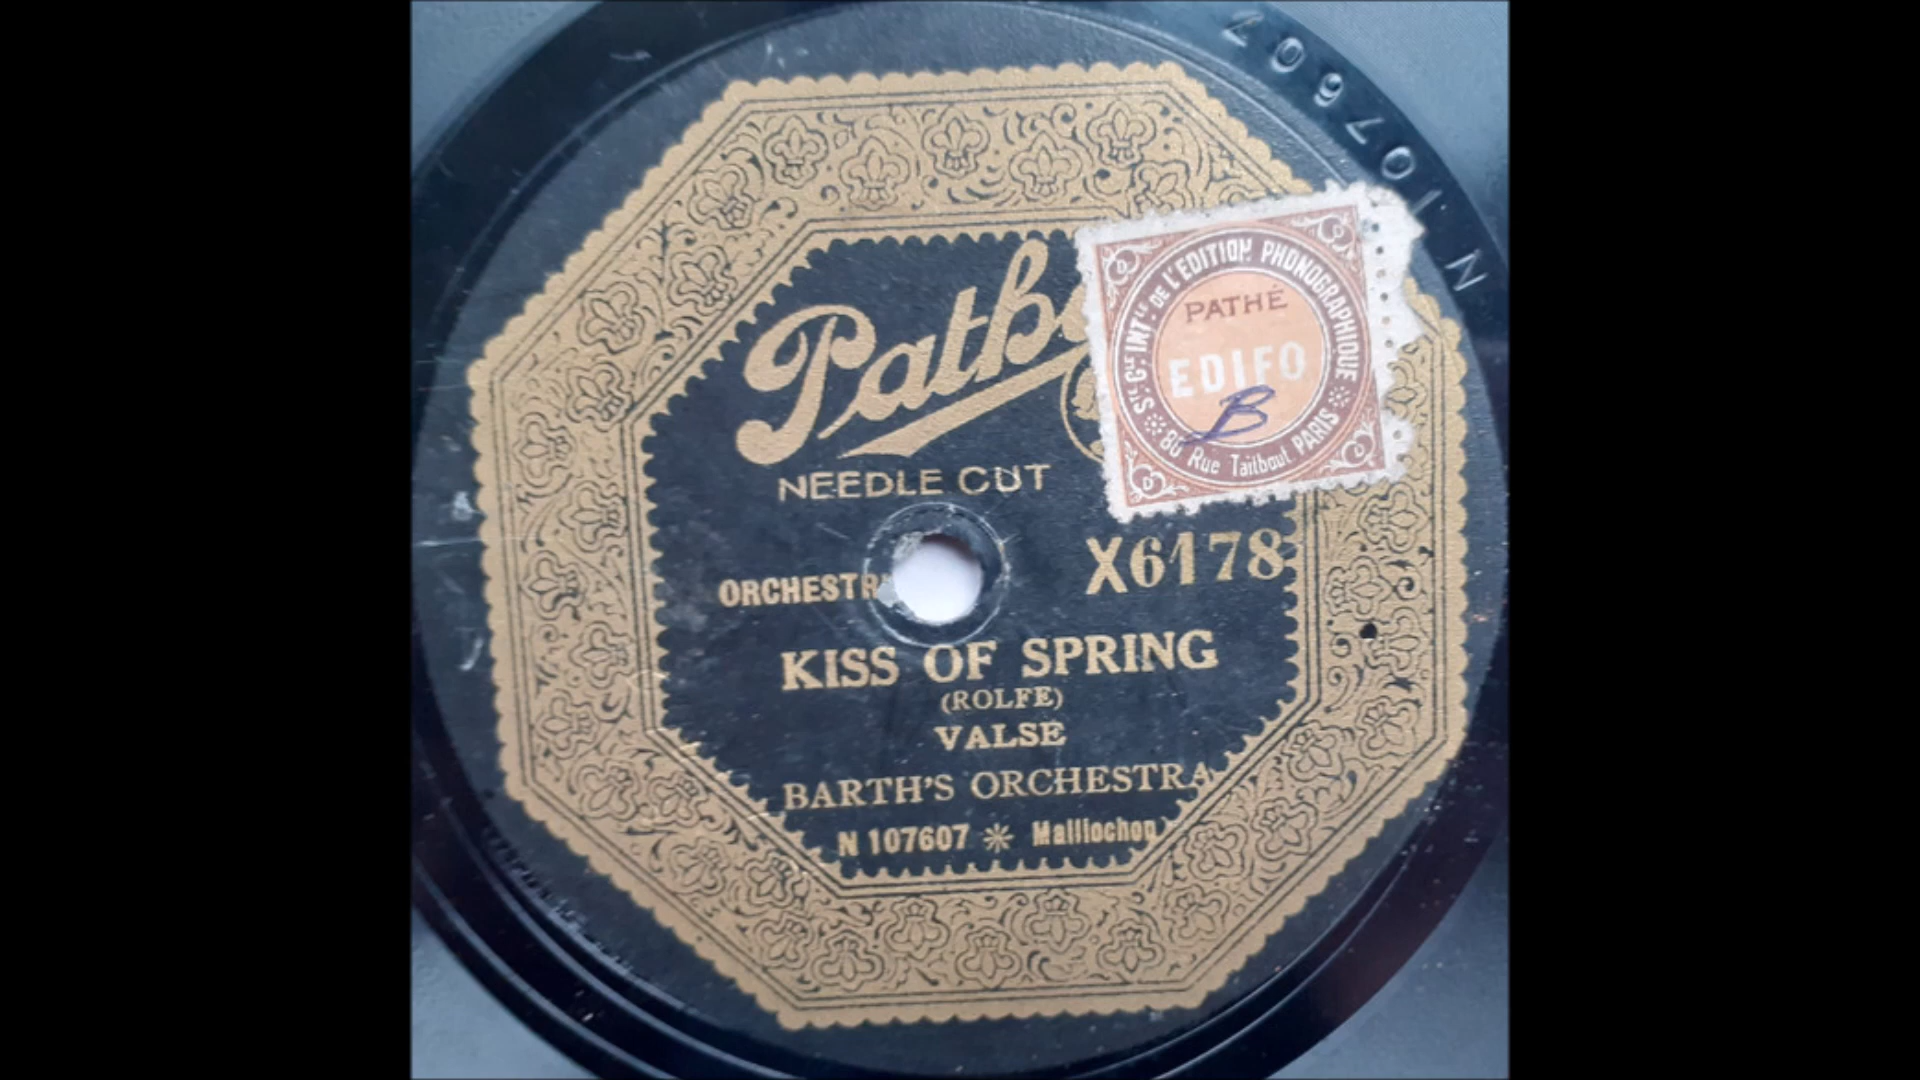 N 107607
Pathé
NEEDLE CUT
Sté Gle INTle DE L'EDITION PHONOGRAPHIQUE
PATHÉ
EDIFO
B
80 Rue Taitbout PARIS
ORCHESTR
X6178
KISS OF SPRING
(ROLFE)
VALSE
BARTH'S ORCHESTRA
N 107607 Malliochon